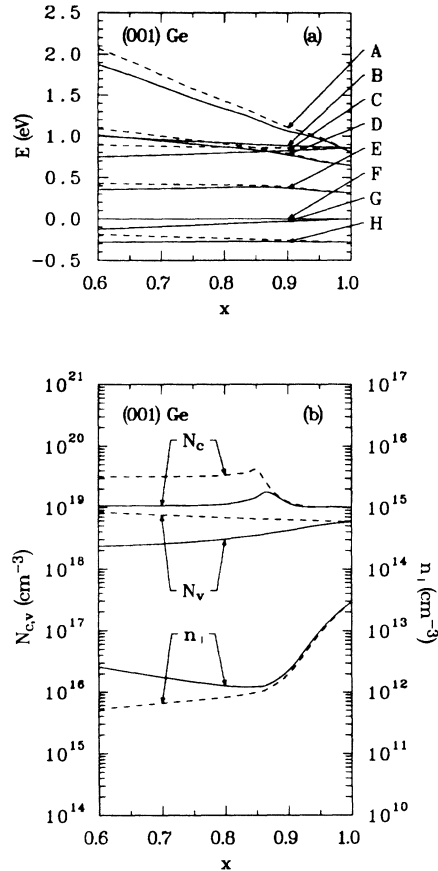 (001) Ge (a)
A
B
C
D
E
F
G
H
E (eV)
2.5
2.0
1.5
1.0
0.5
0.0
-0.5
0.6 0.7 0.8 0.9 1.0
x
(001) Ge (b)
N_c
N_v
n_i
N_c,v (cm^-3)
10^21
10^20
10^19
10^18
10^17
10^16
10^15
10^14
n_i (cm^-3)
10^17
10^16
10^15
10^14
10^13
10^12
10^11
10^10
0.6 0.7 0.8 0.9 1.0
x